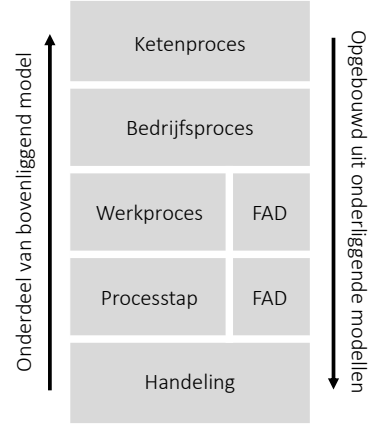 Onderdeel van bovenliggend model
Ketenproces
Bedrijfsproces
Werkproces
FAD
Processtap
FAD
Handeling
Opgebouwd uit onderliggende modellen